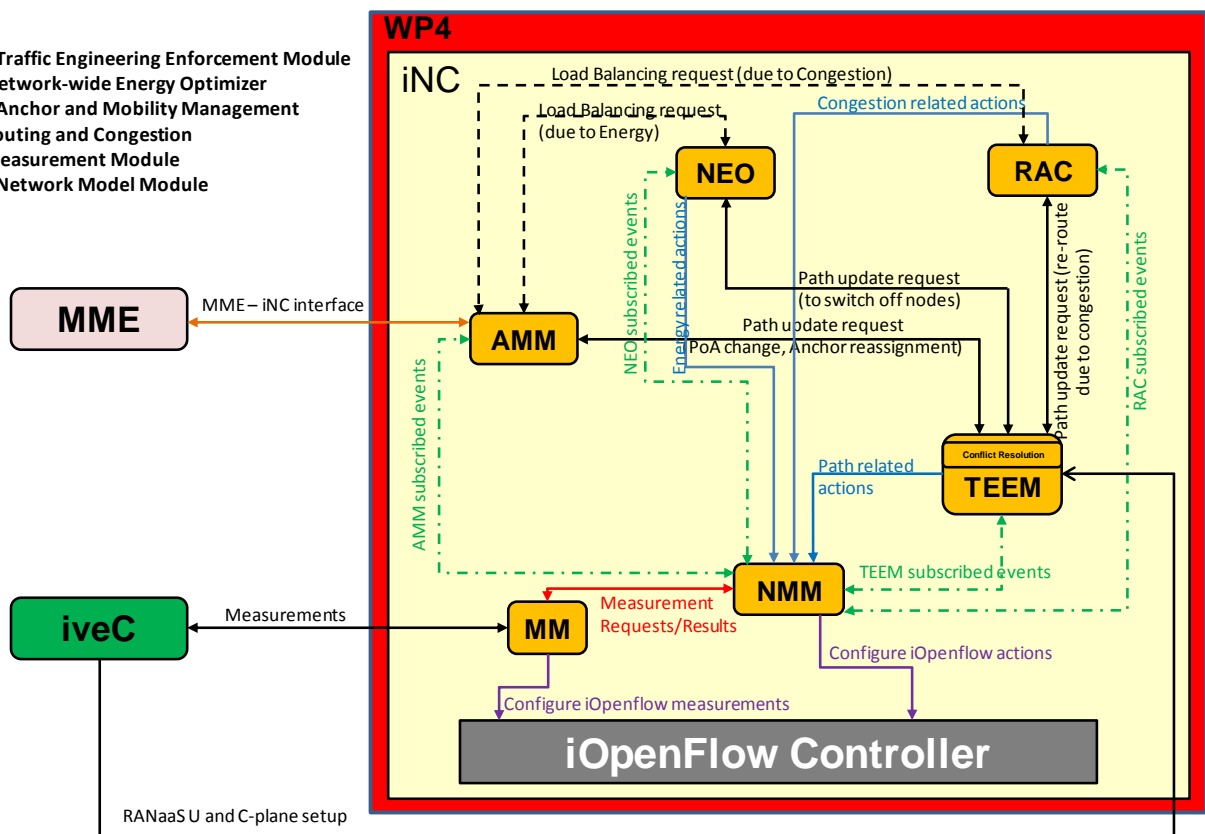 WP4
Traffic Engineering Enforcement Module
etwork-wide Energy Optimizer
Anchor and Mobility Management
outing and Congestion
easurement Module
Network Model Module
iNC
Load Balancing request (due to Congestion)
Load Balancing request
(due to Energy)
Congestion related actions
NEO
RAC
NEO subscribed events
Energy related actions
Path update request (re-route
due to congestion)
RAC subscribed events
Path update request
(to switch off nodes)
MME
MME – iNC interface
AMM
Path update request
PoA change, Anchor reassignment)
AMM subscribed events
Conflict Resolution
TEEM
Path related
actions
TEEM subscribed events
NMM
iveC
Measurements
MM
Measurement
Requests/Results
Configure iOpenflow actions
Configure iOpenflow measurements
iOpenFlow Controller
RANaaS U and C-plane setup